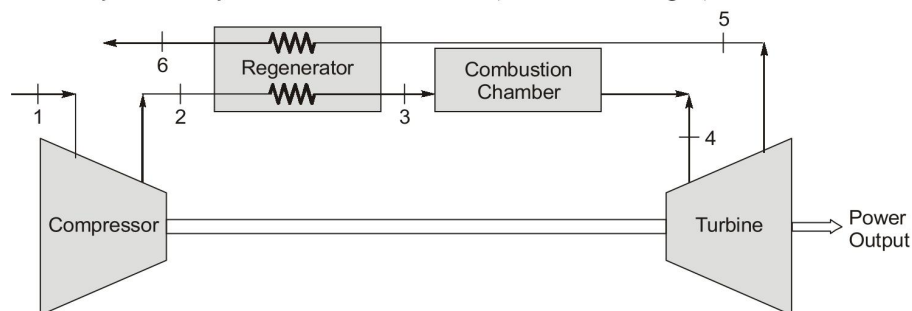 5
6
Regenerator
Combustion
Chamber
1
2
3
4
Compressor
Turbine
Power
Output